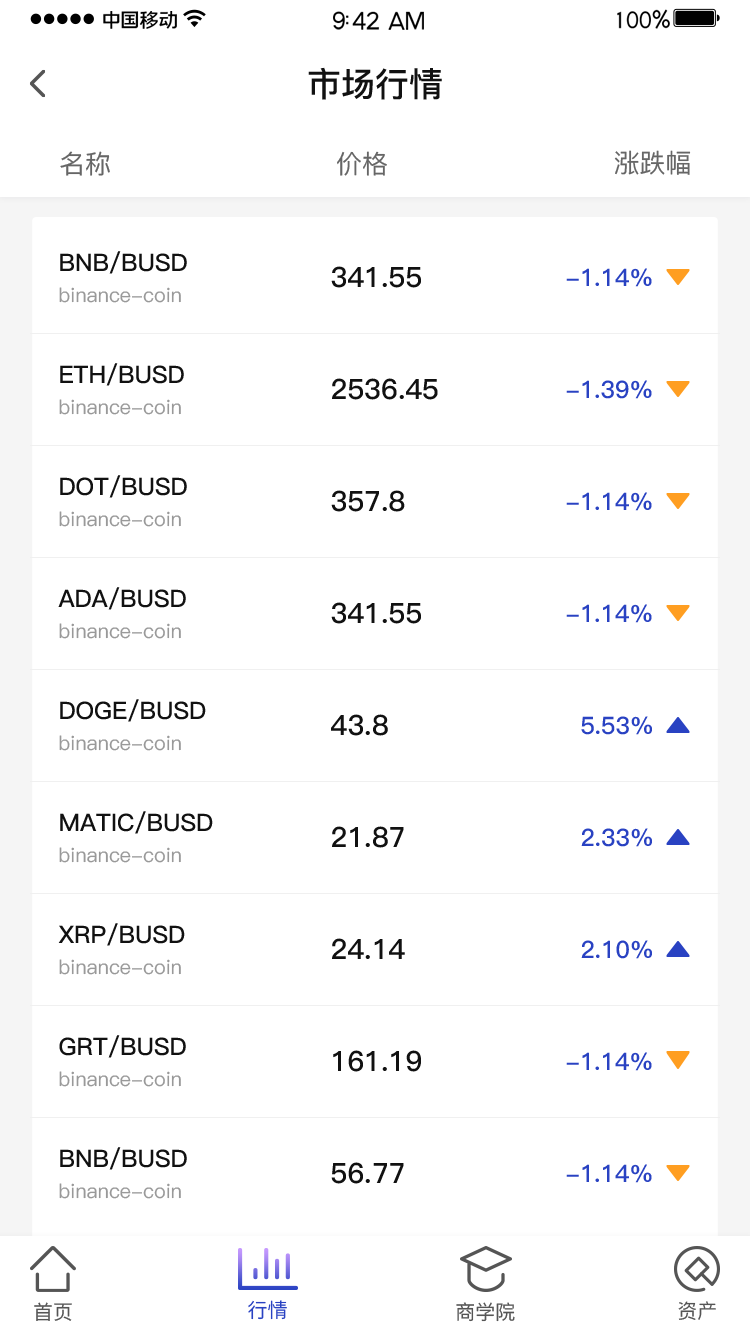 中国移动 9:42 AM 100%
市场行情
名称 价格 涨跌幅
BNB/BUSD
binance-coin
341.55 -1.14%
ETH/BUSD
binance-coin
2536.45 -1.39%
DOT/BUSD
binance-coin
357.8 -1.14%
ADA/BUSD
binance-coin
341.55 -1.14%
DOGE/BUSD
binance-coin
43.8 5.53%
MATIC/BUSD
binance-coin
21.87 2.33%
XRP/BUSD
binance-coin
24.14 2.10%
GRT/BUSD
binance-coin
161.19 -1.14%
BNB/BUSD
binance-coin
56.77 -1.14%
首页 行情 商学院 资产